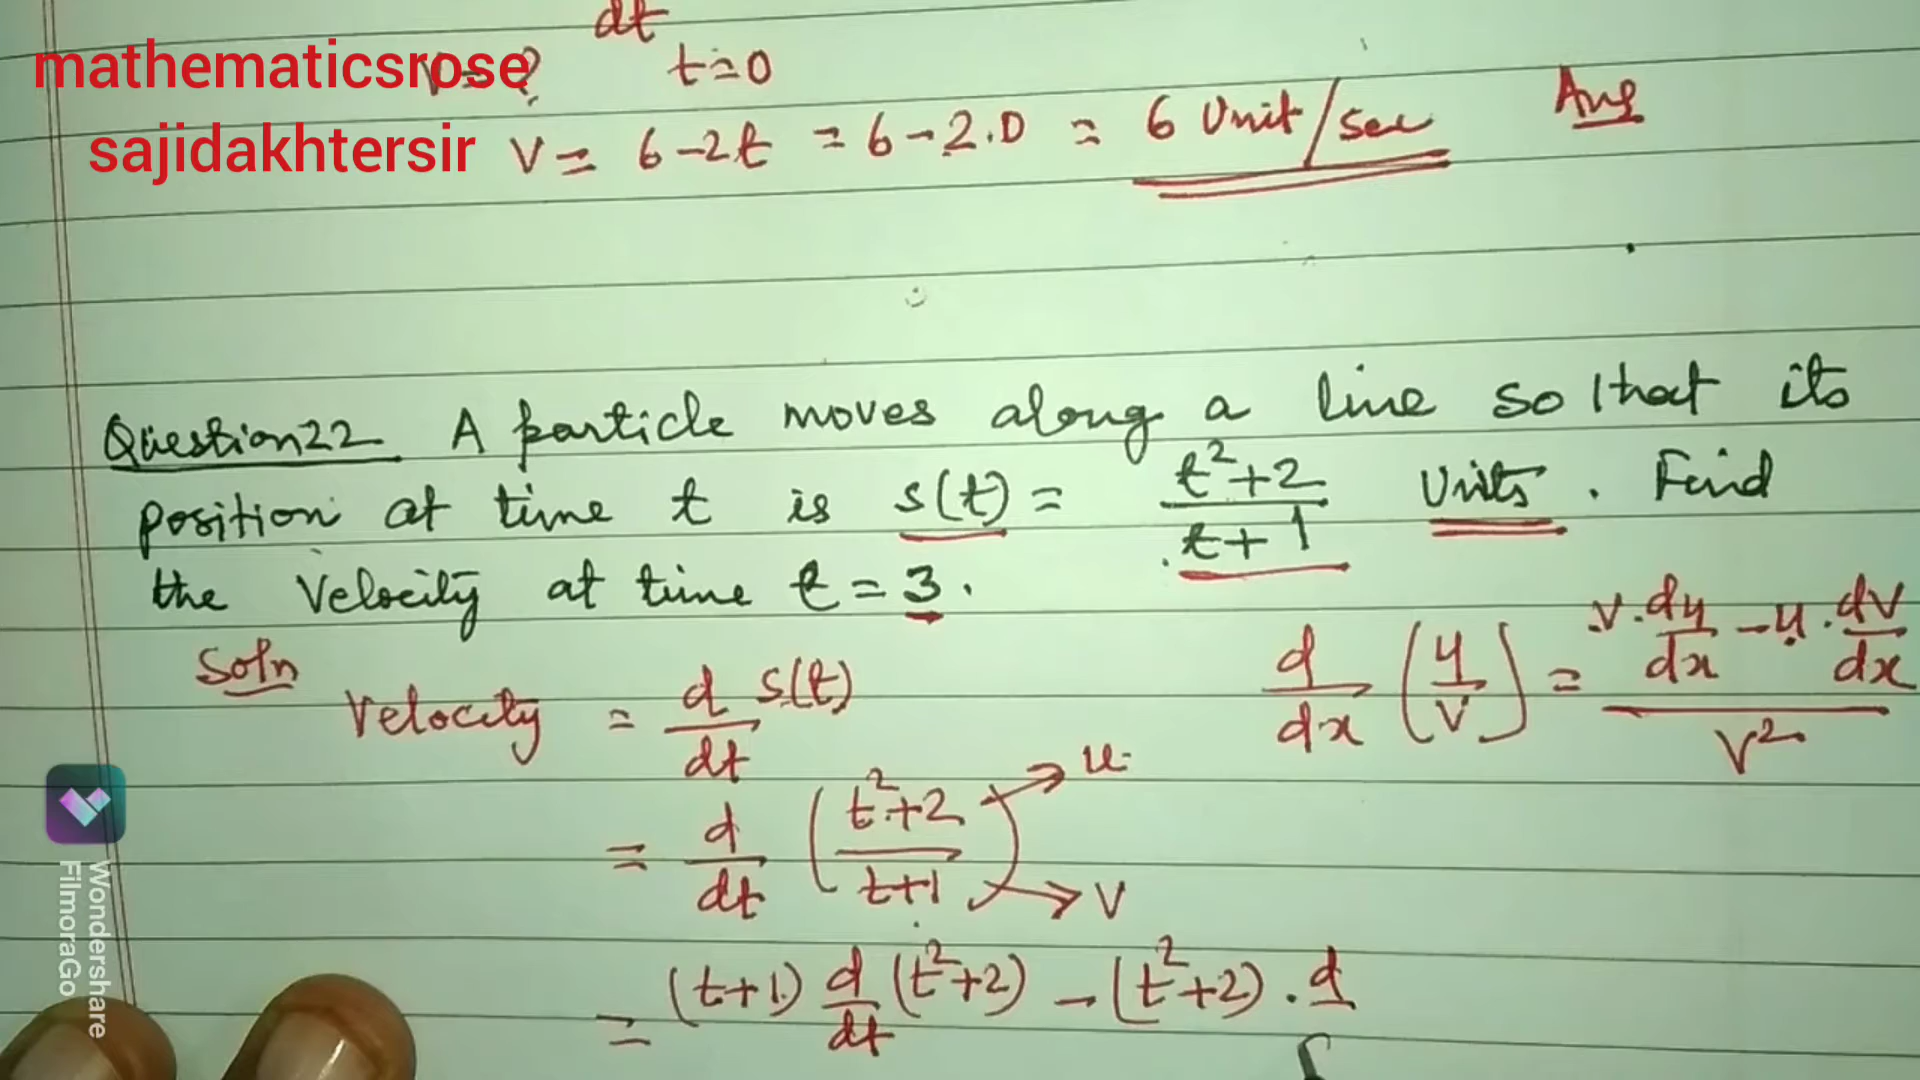 dt
mathematicsrose
V = ? t=0
sajidakhtersir
V = 6-2t = 6-2.0 = 6 Unit/sec Ans
Question22 A particle moves along a line so that its
position at time t is s(t) = t²+2 / t+1 Units. Find
the Velocity at time t = 3.
Soln
Velocity = d/dt s(t)
d/dx (u/v) = v.du/dx - u.dv/dx / v²
= d/dt (t²+2 / t+1) → u → v
= (t+1) d/dt (t²+2) - (t²+2) . d
Wondershare
FilmoraGo